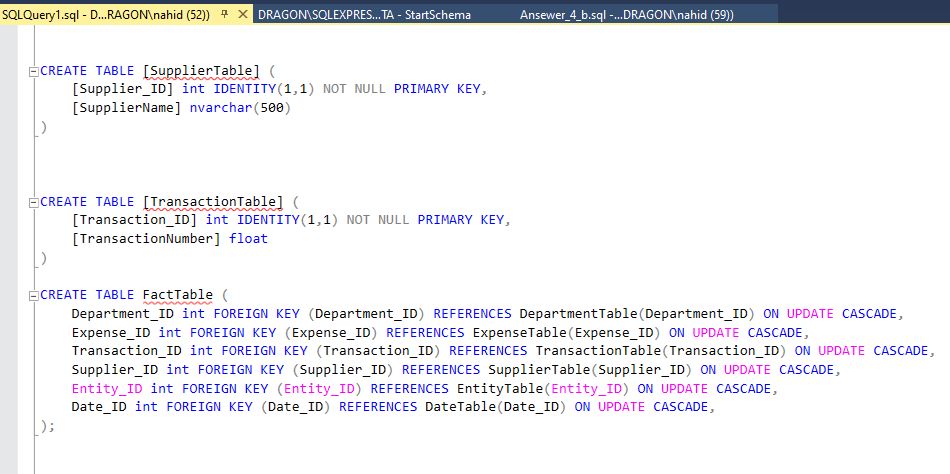 SQLQuery1.sql - D...RAGON\nahid (52)) DRAGON\SQLEXPRES...TA - StartSchema Ansewer_4_b.sql -...DRAGON\nahid (59))
CREATE TABLE [SupplierTable] (
[Supplier_ID] int IDENTITY(1,1) NOT NULL PRIMARY KEY,
[SupplierName] nvarchar(500)
)
CREATE TABLE [TransactionTable] (
[Transaction_ID] int IDENTITY(1,1) NOT NULL PRIMARY KEY,
[TransactionNumber] float
)
CREATE TABLE FactTable (
Department_ID int FOREIGN KEY (Department_ID) REFERENCES DepartmentTable(Department_ID) ON UPDATE CASCADE,
Expense_ID int FOREIGN KEY (Expense_ID) REFERENCES ExpenseTable(Expense_ID) ON UPDATE CASCADE,
Transaction_ID int FOREIGN KEY (Transaction_ID) REFERENCES TransactionTable(Transaction_ID) ON UPDATE CASCADE,
Supplier_ID int FOREIGN KEY (Supplier_ID) REFERENCES SupplierTable(Supplier_ID) ON UPDATE CASCADE,
Entity_ID int FOREIGN KEY (Entity_ID) REFERENCES EntityTable(Entity_ID) ON UPDATE CASCADE,
Date_ID int FOREIGN KEY (Date_ID) REFERENCES DateTable(Date_ID) ON UPDATE CASCADE,
);